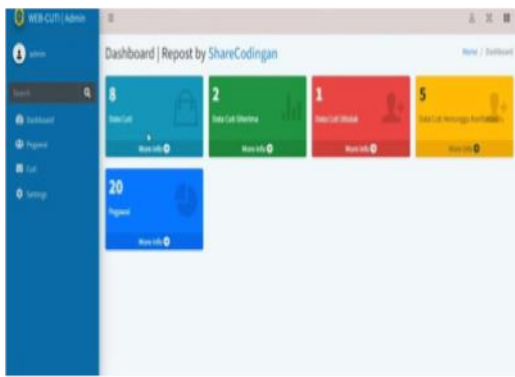 WEB-CUTI | Admin
admin
Search
Dashboard
Pegawai
Cuti
Settings
Dashboard | Repost by ShareCodingan
Home / Dashboard
8
Data Cuti
More info
2
Data Cuti Diterima
More info
1
Data Cuti Ditolak
More info
5
Data Cuti Menunggu Konfirmasi
More info
20
Pegawai
More info